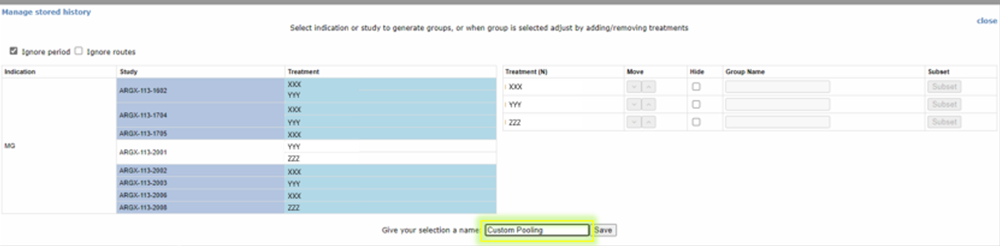 Manage stored history
close
Select indication or study to generate groups, or when group is selected adjust by adding/removing treatments
Ignore period Ignore routes
Indication Study Treatment
MG
ARGX-113-1602 XXX
YYY
ARGX-113-1704 XXX
YYY
ARGX-113-1705 XXX
ARGX-113-2001 YYY
ZZZ
ARGX-113-2002 XXX
ARGX-113-2003 YYY
ARGX-113-2006 XXX
ARGX-113-2008 ZZZ
Treatment (N) Move Hide Group Name Subset
XXX Subset
YYY Subset
ZZZ Subset
Give your selection a name: Custom Pooling Save